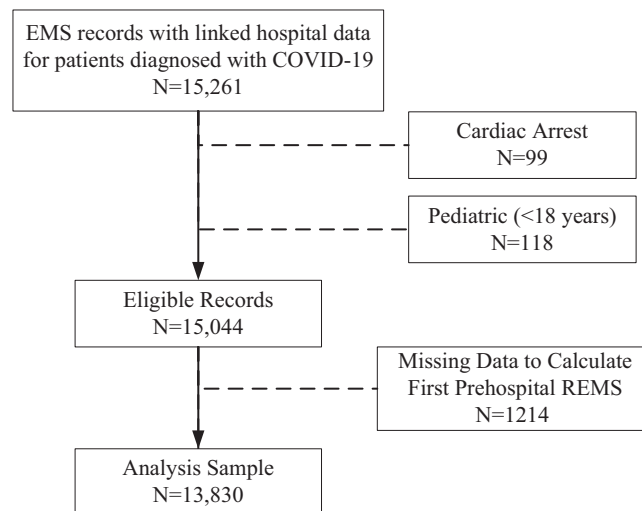 EMS records with linked hospital data
for patients diagnosed with COVID-19
N=15,261
Cardiac Arrest
N=99
Pediatric (<18 years)
N=118
Eligible Records
N=15,044
Missing Data to Calculate
First Prehospital REMS
N=1214
Analysis Sample
N=13,830